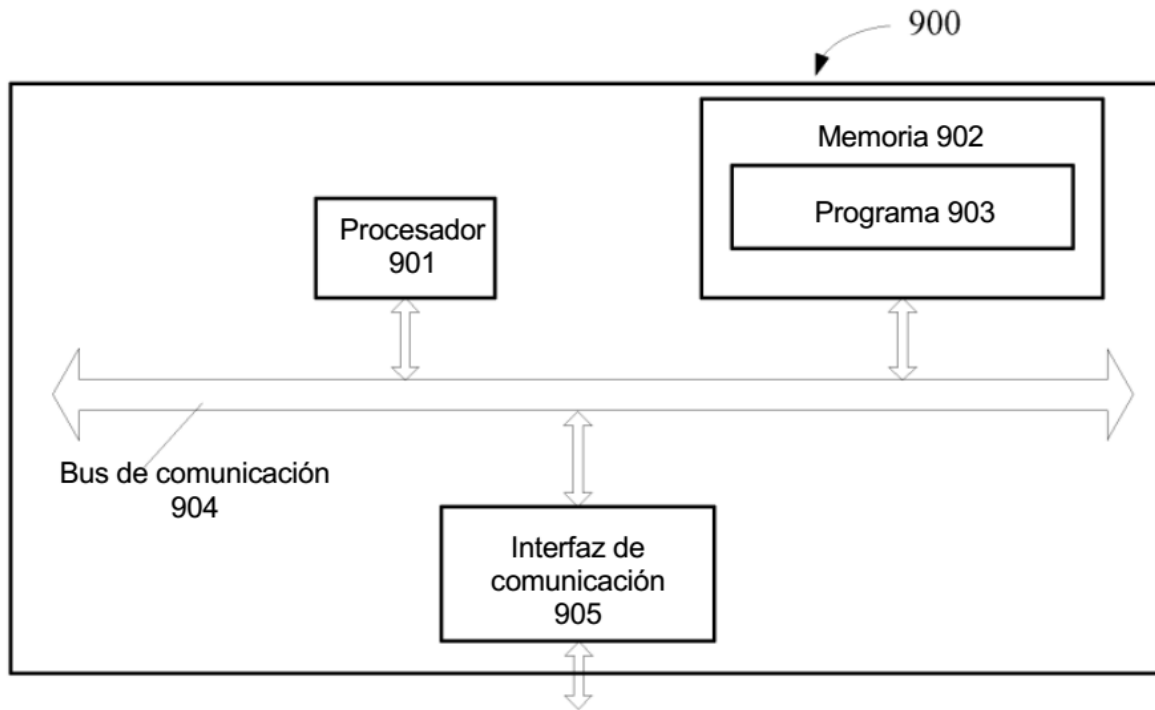 900
Memoria 902
Programa 903
Procesador
901
Bus de comunicación
904
Interfaz de
comunicación
905